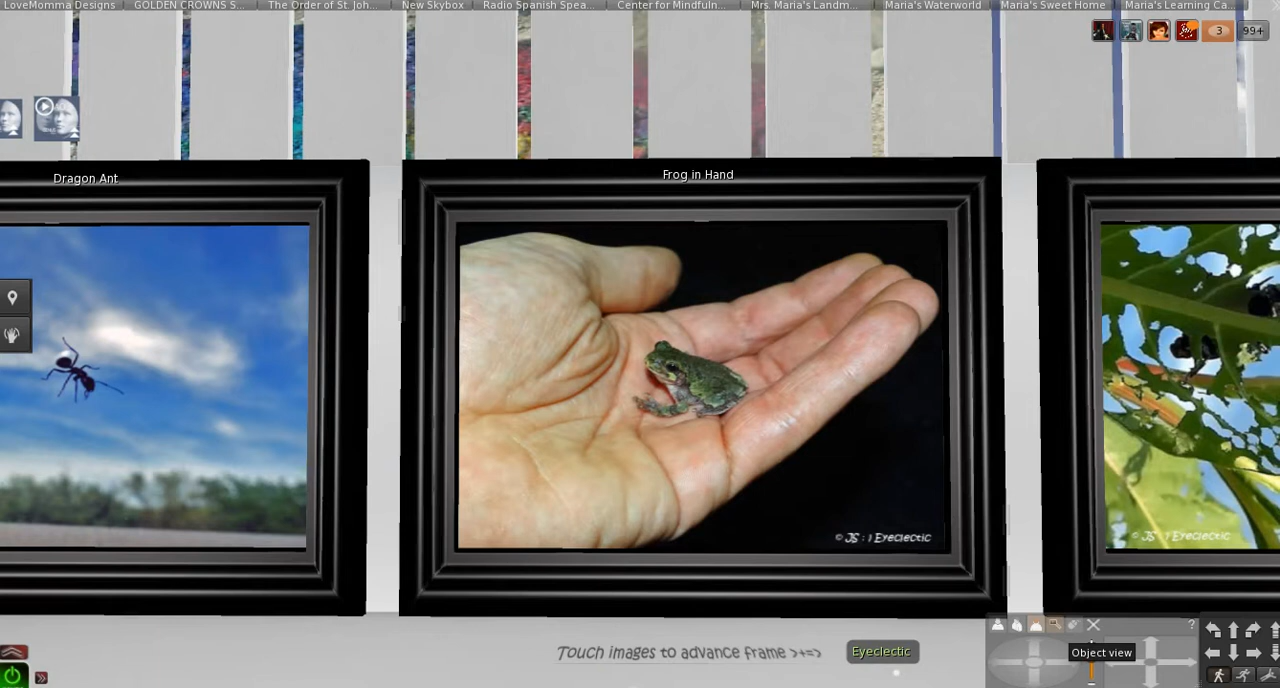 LoveMomma Designs
GOLDEN CROWNS S...
The Order of St. Joh...
New Skybox
Radio Spanish Spea...
Center for Mindfuln...
Mrs. Maria's Landm...
Maria's Waterworld
Maria's Sweet Home
Maria's Learning Ca...
3
99+
Dragon Ant
Frog in Hand
© JS : ) Eyeclectic
© JS : ) Eyeclectic
Touch images to advance frame >+=>
Eyeclectic
?
Object view